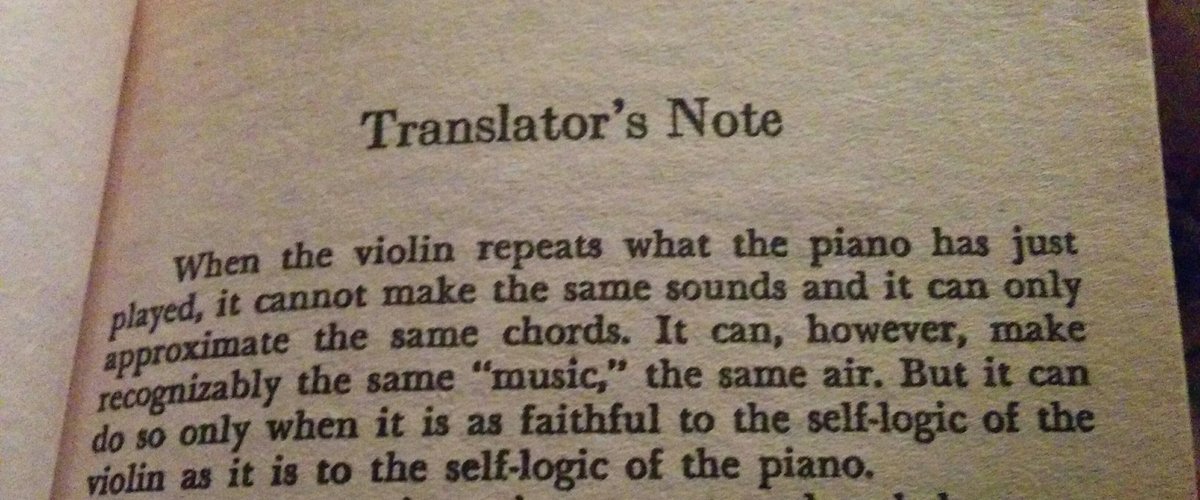 Translator's Note
When the violin repeats what the piano has just
played, it cannot make the same sounds and it can only
approximate the same chords. It can, however, make
recognizably the same “music,” the same air. But it can
do so only when it is as faithful to the self-logic of the
violin as it is to the self-logic of the piano.